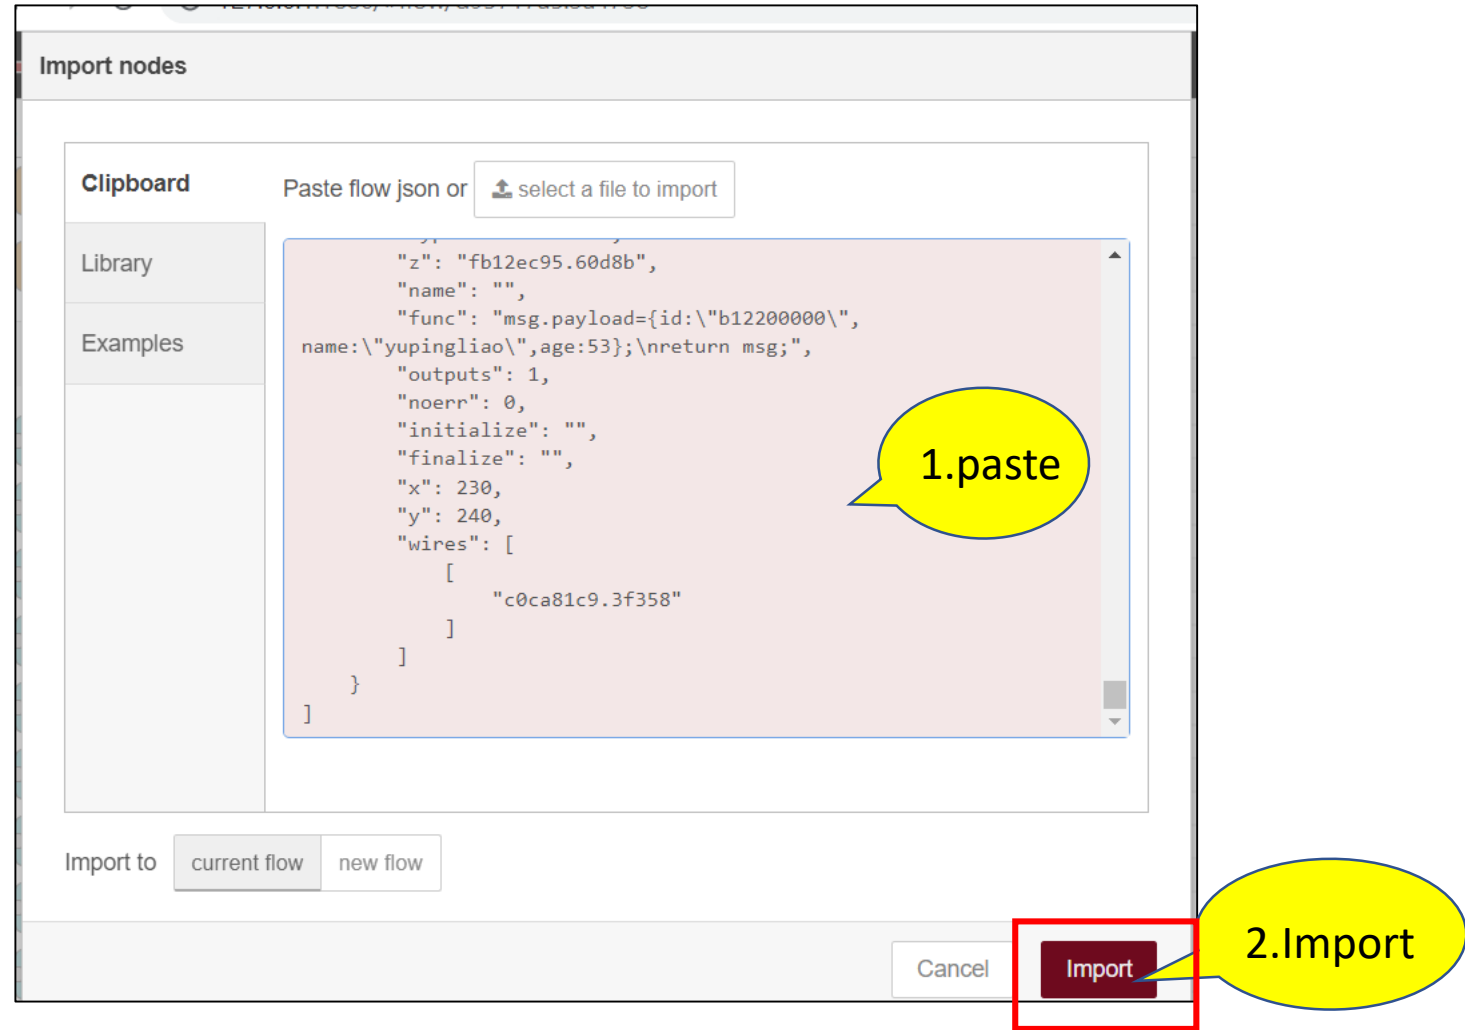 Import nodes
Clipboard
Paste flow json or select a file to import
Library
Examples
"z": "fb12ec95.60d8b",
"name": "",
"func": "msg.payload={id:\"b12200000\",
name:\"yupingliao\",age:53};\nreturn msg;",
"outputs": 1,
"noerr": 0,
"initialize": "",
"finalize": "",
"x": 230,
"y": 240,
"wires": [
[
"c0ca81c9.3f358"
]
]
}
]
1.paste
Import to current flow new flow
Cancel Import
2.Import